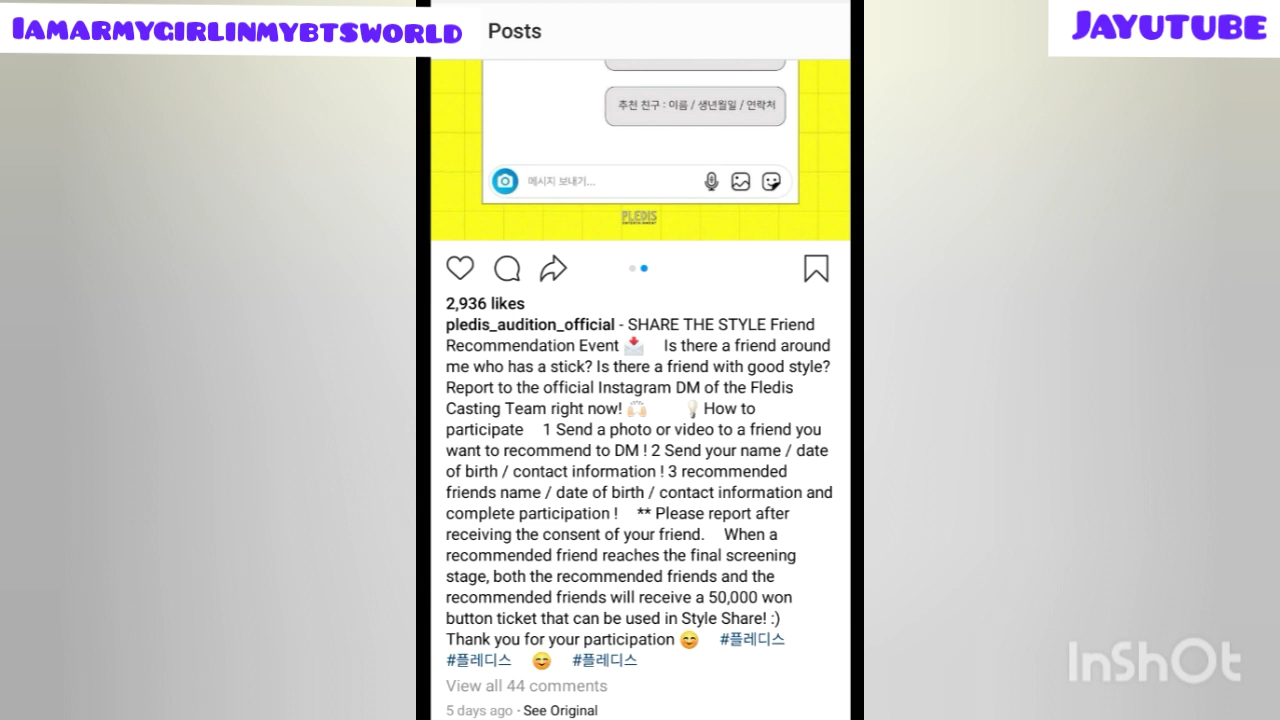 IAMARMYGIRLINMYBTSWORLD
Posts
JAYUTUBE
추천 친구 : 이름 / 생년월일 / 연락처
메시지 보내기...
PLEDIS
ENTERTAINMENT
2,936 likes
pledis_audition_official - SHARE THE STYLE Friend
Recommendation Event 📩 Is there a friend around
me who has a stick? Is there a friend with good style?
Report to the official Instagram DM of the Fledis
Casting Team right now! 🙌🏻 💡 How to
participate 1 Send a photo or video to a friend you
want to recommend to DM ! 2 Send your name / date
of birth / contact information ! 3 recommended
friends name / date of birth / contact information and
complete participation ! ** Please report after
receiving the consent of your friend. When a
recommended friend reaches the final screening
stage, both the recommended friends and the
recommended friends will receive a 50,000 won
button ticket that can be used in Style Share! :)
Thank you for your participation 😊 #플레디스
#플레디스 😊 #플레디스
View all 44 comments
5 days ago · See Original
InShOt